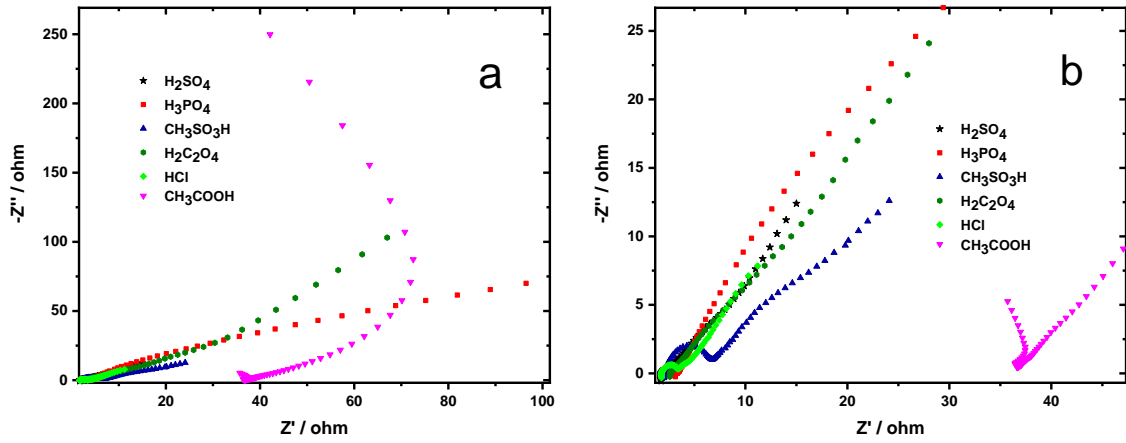 250
200
150
100
50
0
-Z'' / ohm
a
H2SO4
H3PO4
CH3SO3H
H2C2O4
HCl
CH3COOH
20 40 60 80 100
Z' / ohm
25
20
15
10
5
0
-Z'' / ohm
b
H2SO4
H3PO4
CH3SO3H
H2C2O4
HCl
CH3COOH
10 20 30 40
Z' / ohm